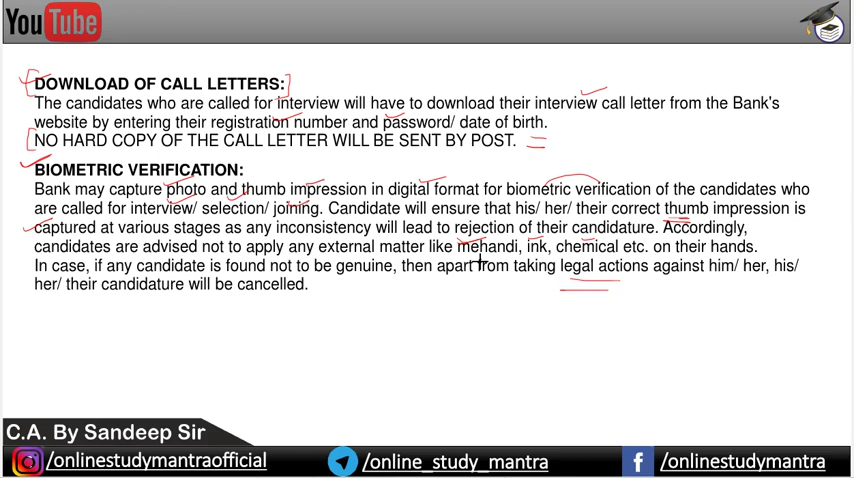 YouTube
DOWNLOAD OF CALL LETTERS:
The candidates who are called for interview will have to download their interview call letter from the Bank's
website by entering their registration number and password/ date of birth.
NO HARD COPY OF THE CALL LETTER WILL BE SENT BY POST.
BIOMETRIC VERIFICATION:
Bank may capture photo and thumb impression in digital format for biometric verification of the candidates who
are called for interview/ selection/ joining. Candidate will ensure that his/ her/ their correct thumb impression is
captured at various stages as any inconsistency will lead to rejection of their candidature. Accordingly,
candidates are advised not to apply any external matter like mehandi, ink, chemical etc. on their hands.
In case, if any candidate is found not to be genuine, then apart from taking legal actions against him/ her, his/
her/ their candidature will be cancelled.
C.A. By Sandeep Sir
/onlinestudymantraofficial
/online_study_mantra
/onlinestudymantra